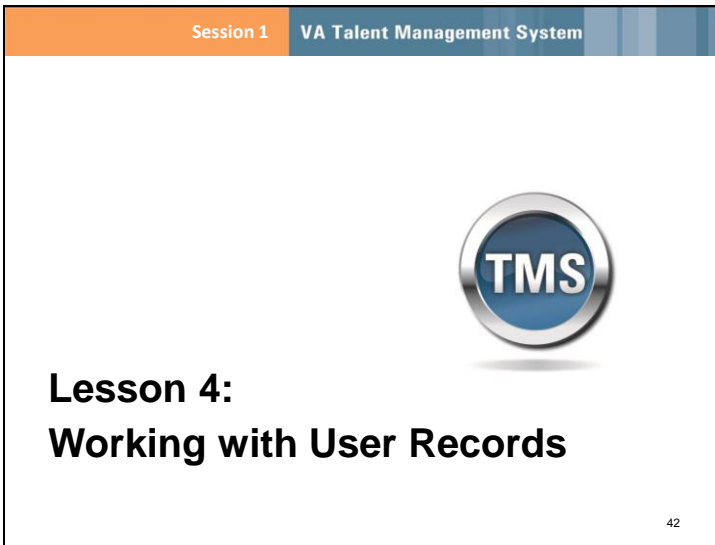 Session 1
VA Talent Management System
TMS
Lesson 4:
Working with User Records
42